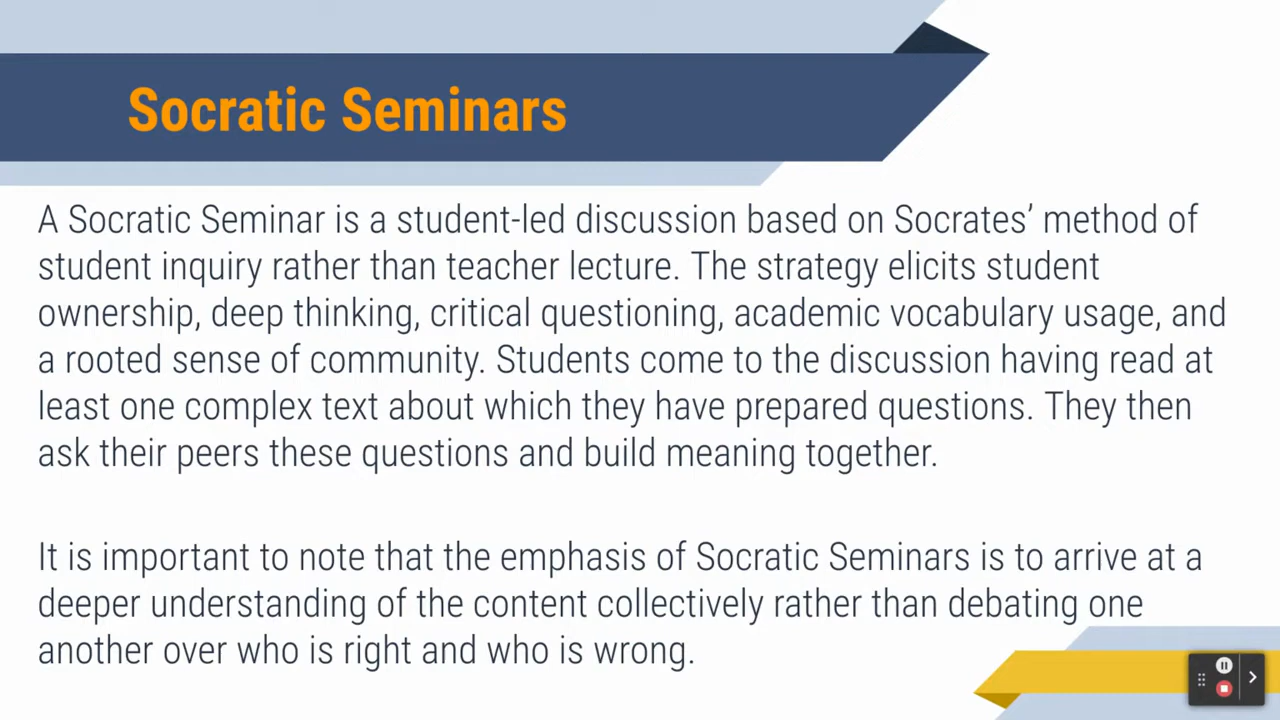 Socratic Seminars
A Socratic Seminar is a student-led discussion based on Socrates’ method of
student inquiry rather than teacher lecture. The strategy elicits student
ownership, deep thinking, critical questioning, academic vocabulary usage, and
a rooted sense of community. Students come to the discussion having read at
least one complex text about which they have prepared questions. They then
ask their peers these questions and build meaning together.
It is important to note that the emphasis of Socratic Seminars is to arrive at a
deeper understanding of the content collectively rather than debating one
another over who is right and who is wrong.